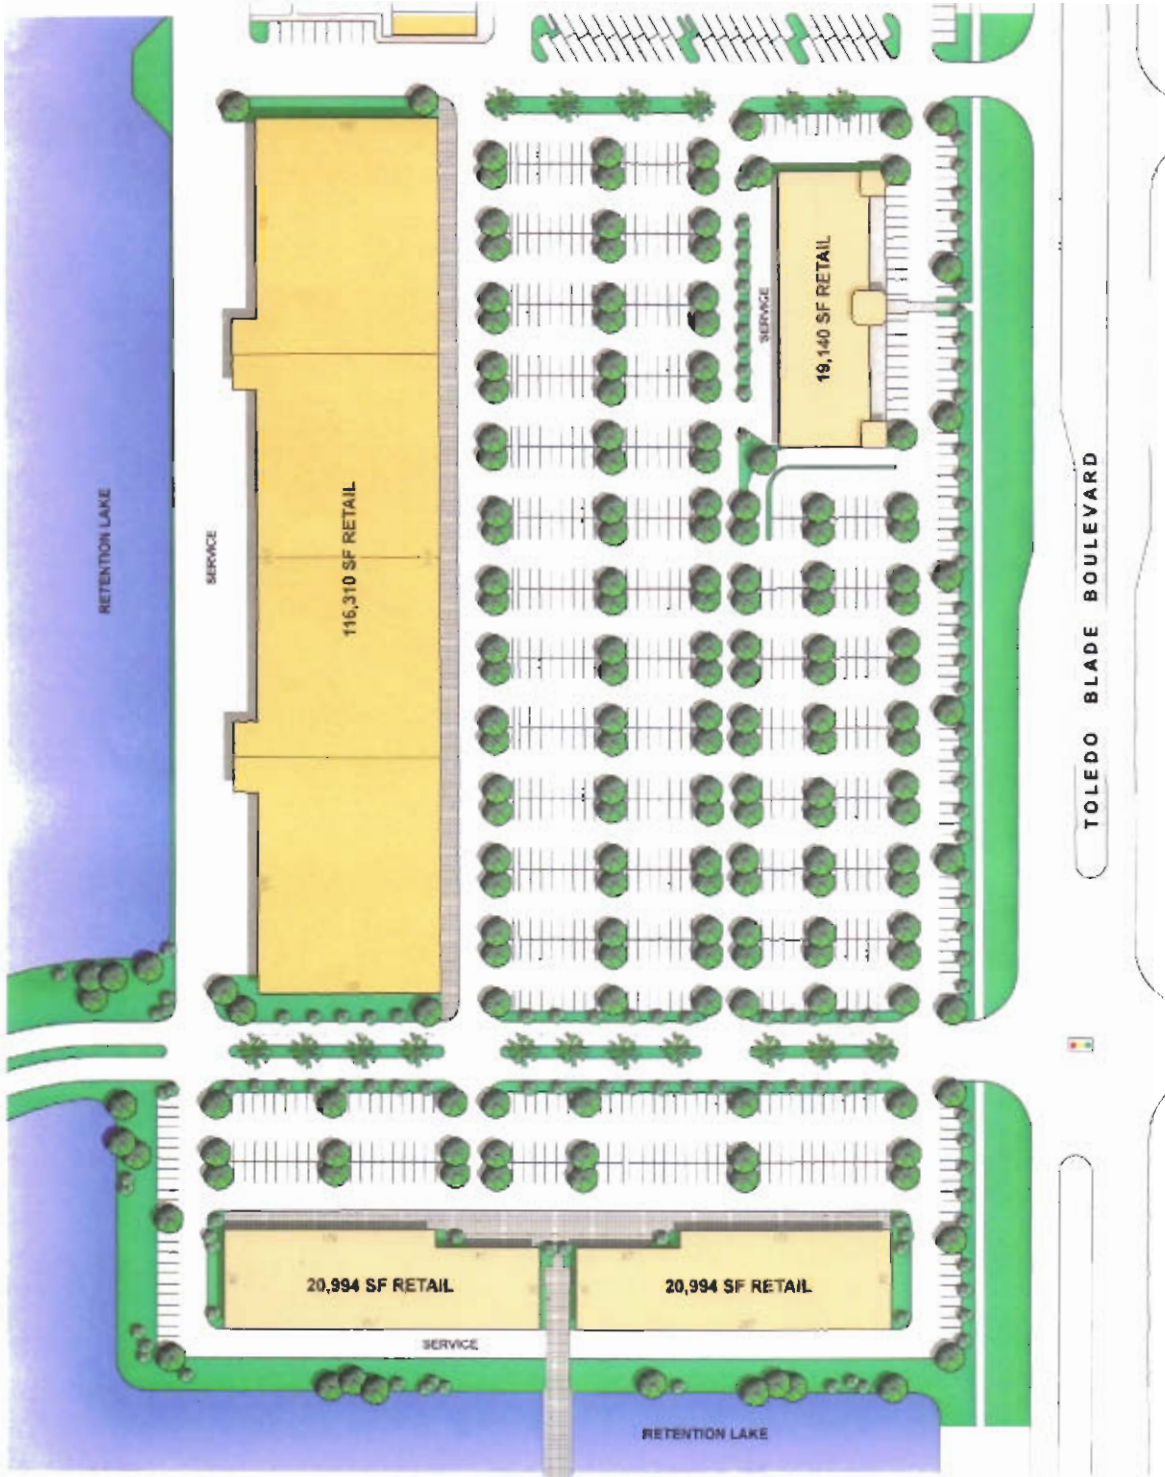 19,140 SF RETAIL
SERVICE
RETENTION LAKE
SERVICE
116,310 SF RETAIL
TOLEDO BLADE BOULEVARD
20,994 SF RETAIL
20,994 SF RETAIL
SERVICE
RETENTION LAKE